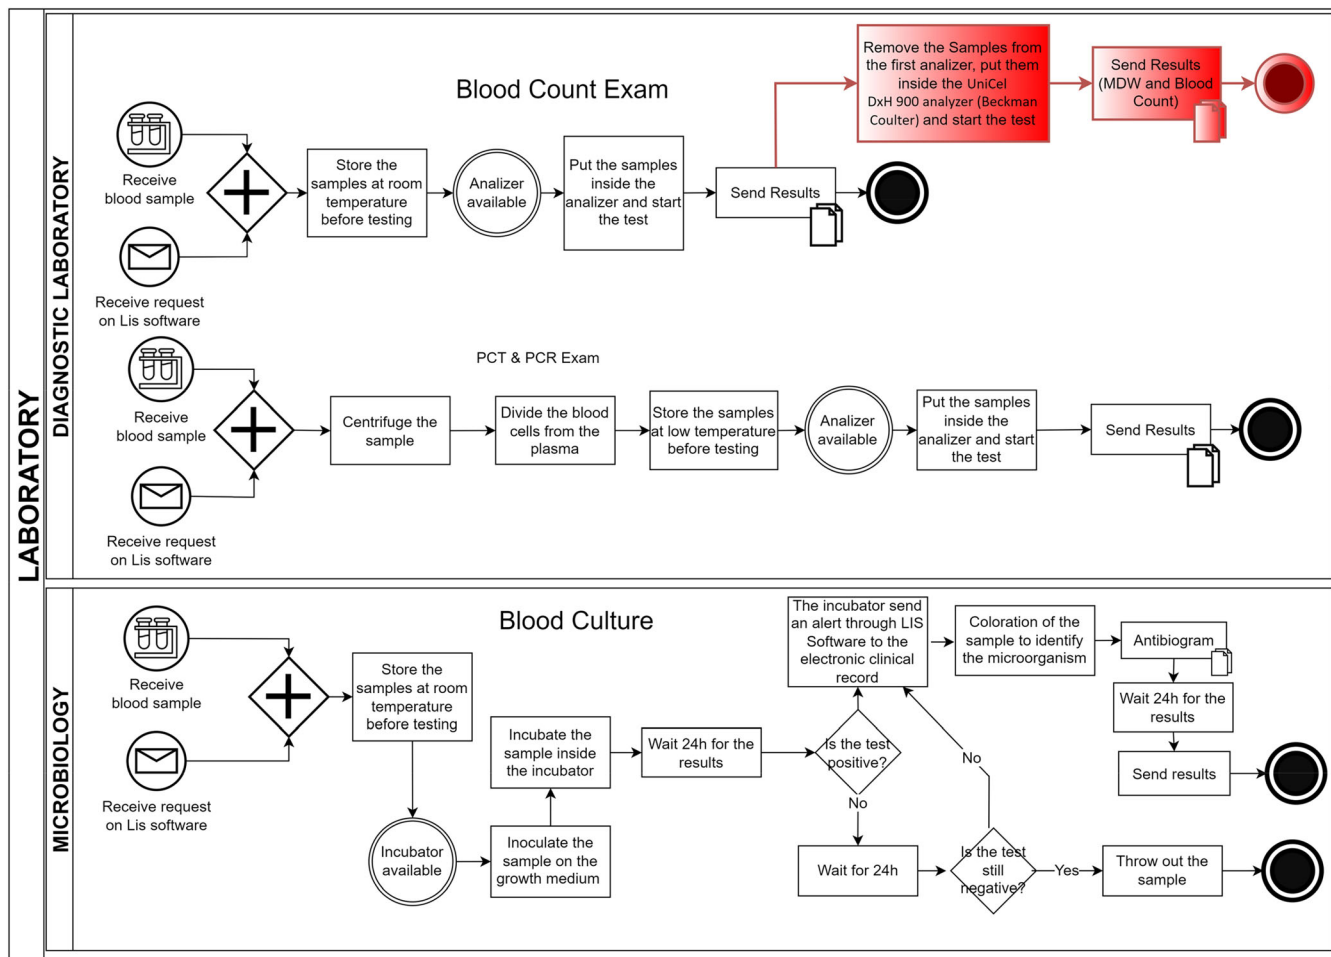 LABORATORY
DIAGNOSTIC LABORATORY
Blood Count Exam
Receive
blood sample
Receive request
on Lis software
Store the
samples at room
temperature
before testing
Analizer
available
Put the samples
inside the
analyzer and start
the test
Send Results
Remove the Samples from
the first analizer, put them
inside the UniCel
DxH 900 analyzer (Beckman
Coulter) and start the test
Send Results
(MDW and Blood
Count)
PCT & PCR Exam
Receive
blood sample
Receive request
on Lis software
Centrifuge the
sample
Divide the blood
cells from the
plasma
Store the samples
at low temperature
before testing
Analizer
available
Put the samples
inside the
analizer and start
the test
Send Results
MICROBIOLOGY
Blood Culture
Receive
blood sample
Receive request
on Lis software
Store the
samples at room
temperature
before testing
Incubator
available
Inoculate the
sample on the
growth medium
Incubate the
sample inside
the incubator
Wait 24h for the
results
Is the test
positive?
No
Wait for 24h
Is the test
still
negative?
No
Yes
Throw out the
sample
The incubator send
an alert through LIS
Software to the
electronic clinical
record
Coloration of the
sample to identify
the microorganism
Antibiogram
Wait 24h for the
results
Send results